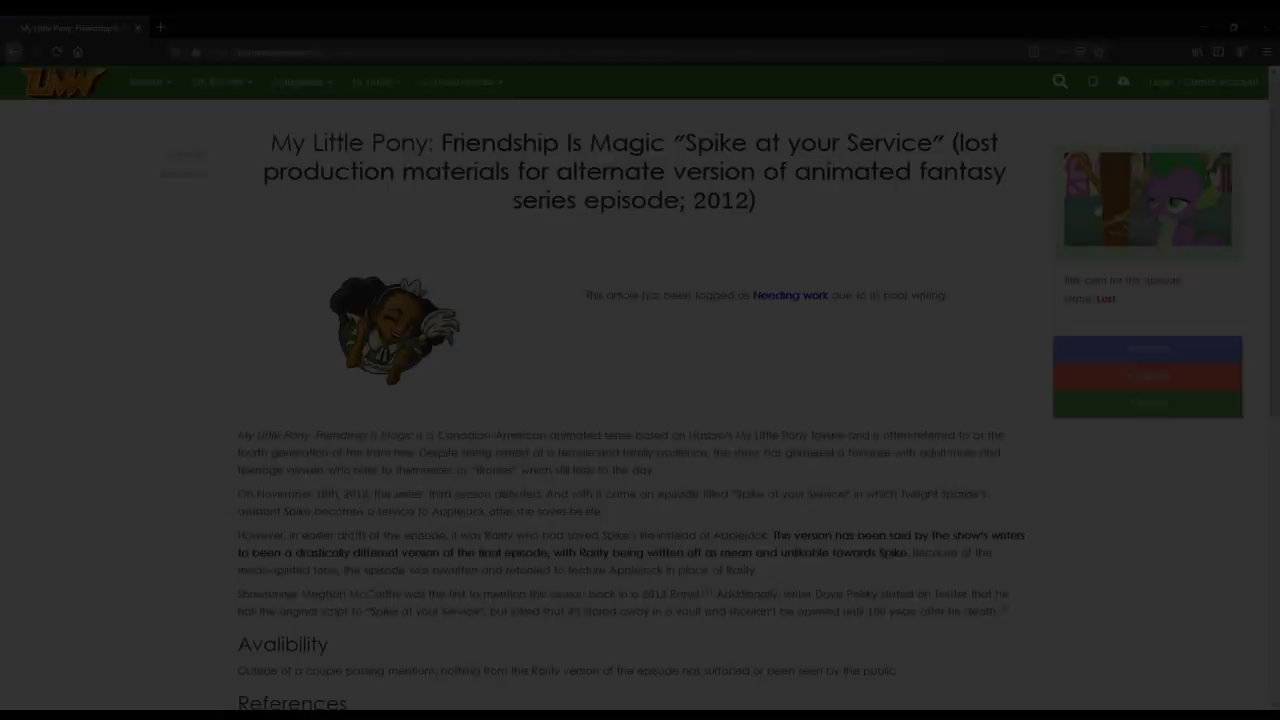 My Little Pony: Friendship Is
LMW
My Little Pony: Friendship Is Magic "Spike at your Service" (lost
production materials for alternate version of animated fantasy
series episode; 2012)
This article has been tagged as Needing work due to its poor writing.
Title card for the episode.
Status: Lost
My Little Pony: Friendship Is Magic is a Canadian-American animated series based on Hasbro's My Little Pony toyline and is often referred to as the
fourth generation of the franchise. Despite being aimed at a female and family audience, the show has garnered a fanbase with adult males and
teenage viewers who refer to themselves as "Bronies" which still lasts to this day.
On November 10th, 2012, the series' third season debuted. And with it came an episode titled "Spike at your Service" in which Twilight Sparkle's
assistant Spike becomes a service to Applejack, after she saves his life.
However, in earlier drafts of the episode, it was Rarity who had saved Spike's life instead of Applejack. This version has been said by the show's writers
to been a drastically different version of the final episode, with Rarity being written off as mean and unlikable towards Spike. Because of the
mean-spirited tone, the episode was rewritten and retooled to feature Applejack in place of Rarity.
Showrunner Meghan McCarthy was the first to mention this season back in a 2013 Panel.[1] Additionally, writer Dave Polsky stated on Twitter that he
has the original script to "Spike at your Service", but joked that it's stored away in a vault and shouldn't be opened until 100 years after his death.
Avalibility
Outside of a couple passing mentions, nothing from the Rarity version of the episode has surfaced or been seen by the public.
References